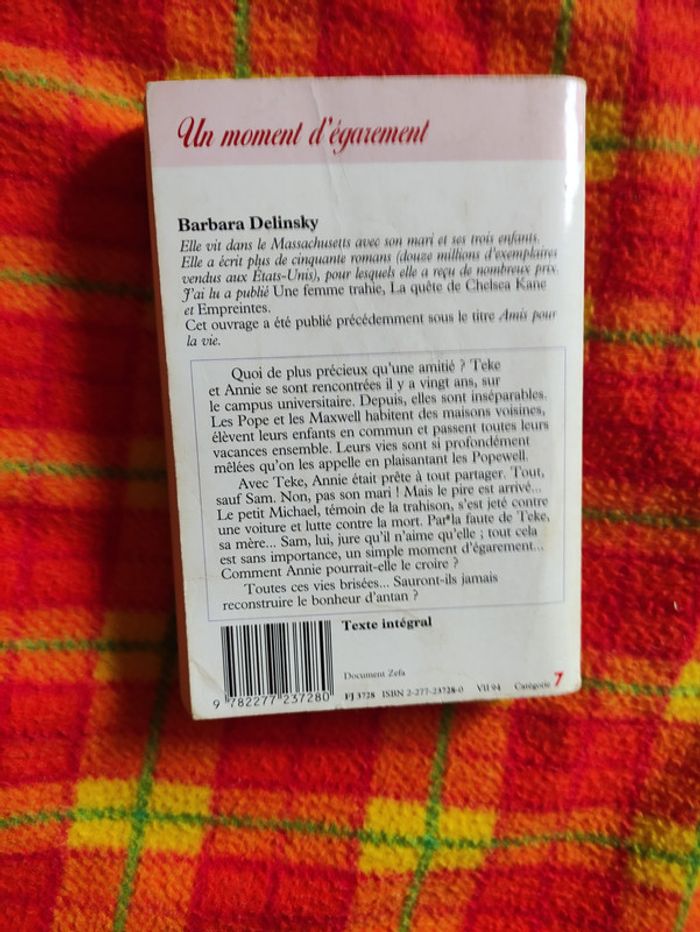 Un moment d'égarement
Barbara Delinsky
Elle vit dans le Massachusetts avec son mari et ses trois enfants.
Elle a écrit plus de cinquante romans (douze millions d'exemplaires
vendus aux États-Unis), pour lesquels elle a reçu de nombreux prix.
J'ai lu a publié Une femme trahie, La quête de Chelsea Kane
et Empreintes.
Cet ouvrage a été publié précédemment sous le titre Amis pour
la vie.
Quoi de plus précieux qu'une amitié ? Teke
et Annie se sont rencontrées il y a vingt ans, sur
le campus universitaire. Depuis, elles sont inséparables.
Les Pope et les Maxwell habitent des maisons voisines,
élèvent leurs enfants en commun et passent toutes leurs
vacances ensemble. Leurs vies sont si profondément
mêlées qu'on les appelle en plaisantant les Popewell.
Avec Teke, Annie était prête à tout partager. Tout,
sauf Sam. Non, pas son mari ! Mais le pire est arrivé...
Le petit Michael, témoin de la trahison, s'est jeté contre
une voiture et lutte contre la mort. Par la faute de Teke,
sa mère... Sam, lui, jure qu'il n'aime qu'elle ; tout cela
est sans importance, un simple moment d'égarement...
Comment Annie pourrait-elle le croire ?
Toutes ces vies brisées... Sauront-ils jamais
reconstruire le bonheur d'antan ?
Texte intégral
Document Zefa
9 782277 237280
FJ 3728 ISBN 2-277-23728-0 VII 94 Catégorie 7